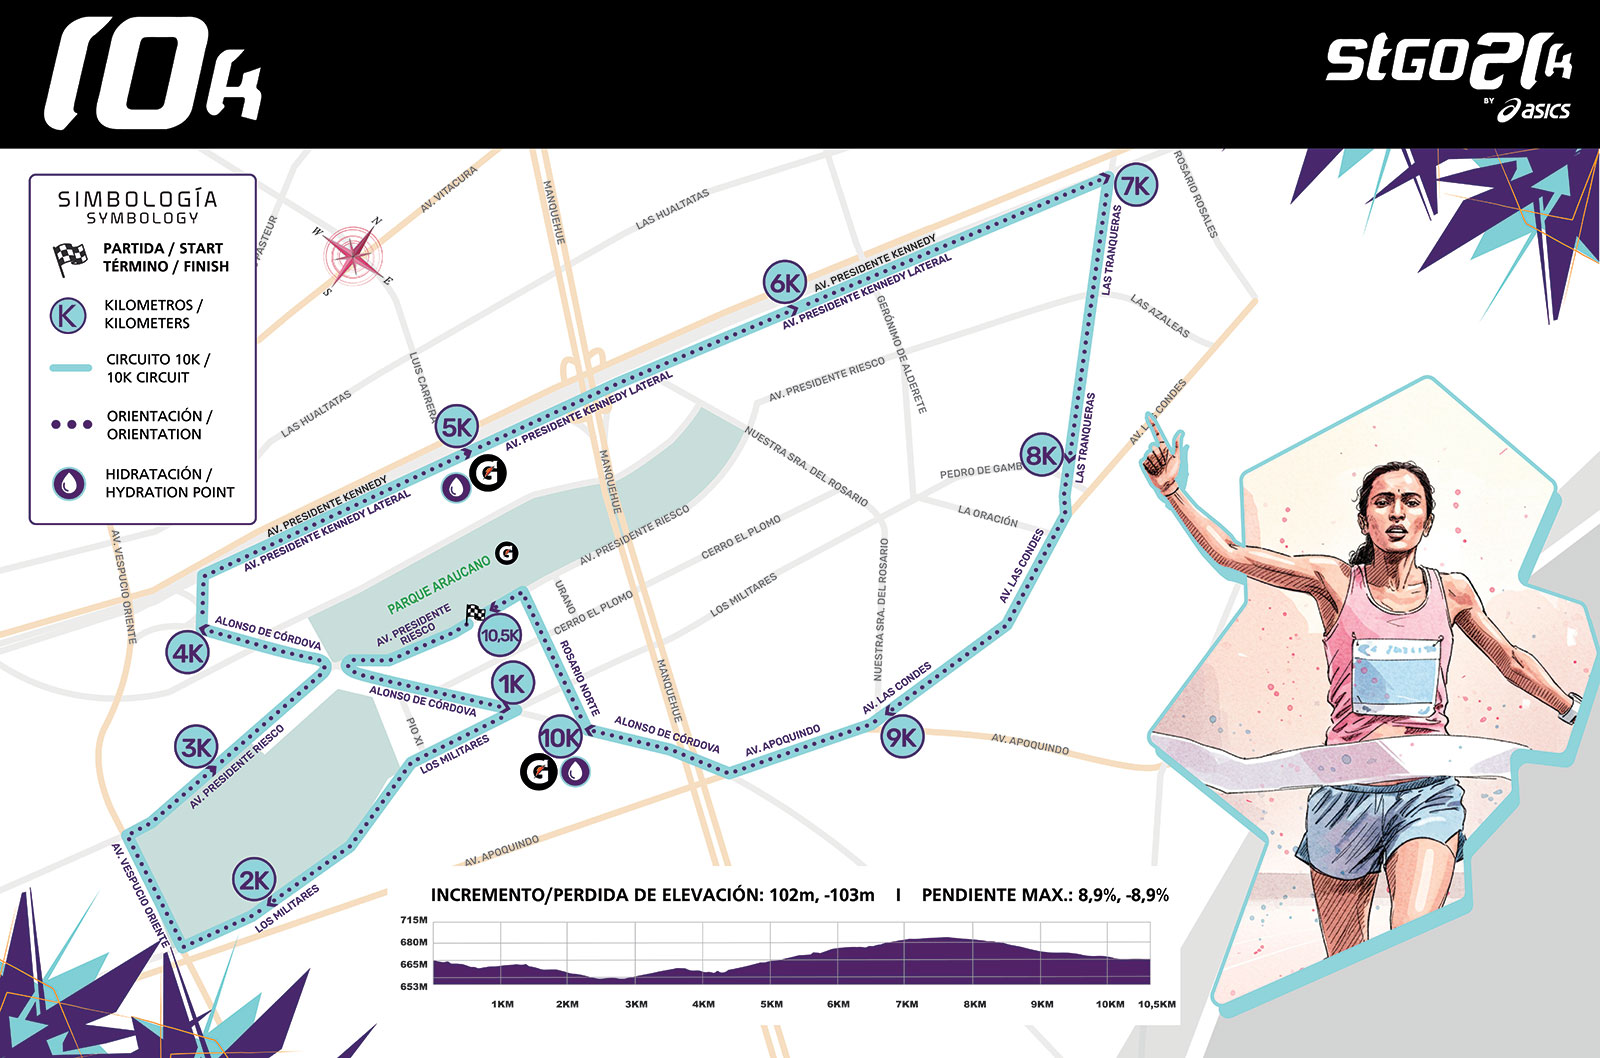 10K
STGO21K
BY asics
SIMBOLOGÍA
SYMBOLOGY
PARTIDA / START
TÉRMINO / FINISH
K
KILOMETROS /
KILOMETERS
CIRCUITO 10K /
10K CIRCUIT
ORIENTACIÓN /
ORIENTATION
HIDRATACIÓN /
HYDRATION POINT
PASTEUR
N
W
E
S
AV. VITACURA
MANQUEHUE
LAS HUALTATAS
ROSARIO ROSALES
7K
LAS TRANQUERAS
AV. PRESIDENTE KENNEDY
AV. PRESIDENTE KENNEDY LATERAL
6K
GERÓNIMO DE ALDERETE
LAS AZALEAS
LUIS CARRERA
LAS HUALTATAS
AV. PRESIDENTE RIESCO
5K
G
AV. PRESIDENTE KENNEDY LATERAL
NUESTRA SRA. DEL ROSARIO
AV. LAS CONDES
LAS TRANQUERAS
8K
PEDRO DE GAMB
AV. PRESIDENTE KENNEDY
AV. PRESIDENTE KENNEDY LATERAL
MANQUEHUE
LA ORACIÓN
AV. VESPUCIO ORIENTE
AV. PRESIDENTE RIESCO
CERRO EL PLOMO
AV. LAS CONDES
PARQUE ARAUCANO
G
URANO
CERRO EL PLOMO
LOS MILITARES
NUESTRA SRA. DEL ROSARIO
ALONSO DE CÓRDOVA
4K
AV. PRESIDENTE
RIESCO
10,5K
ROSARIO NORTE
MANQUEHUE
1K
ALONSO DE CÓRDOVA
AV. LAS CONDES
3K
AV. PRESIDENTE RIESCO
PIO XI
LOS MILITARES
10K
G
ALONSO DE CÓRDOVA
AV. APOQUINDO
9K
AV. APOQUINDO
AV. VESPUCIO ORIENTE
2K
LOS MILITARES
AV. APOQUINDO
INCREMENTO/PERDIDA DE ELEVACIÓN: 102m, -103m I PENDIENTE MAX.: 8,9%, -8,9%
715M
680M
665M
653M
1KM 2KM 3KM 4KM 5KM 6KM 7KM 8KM 9KM 10KM 10,5KM